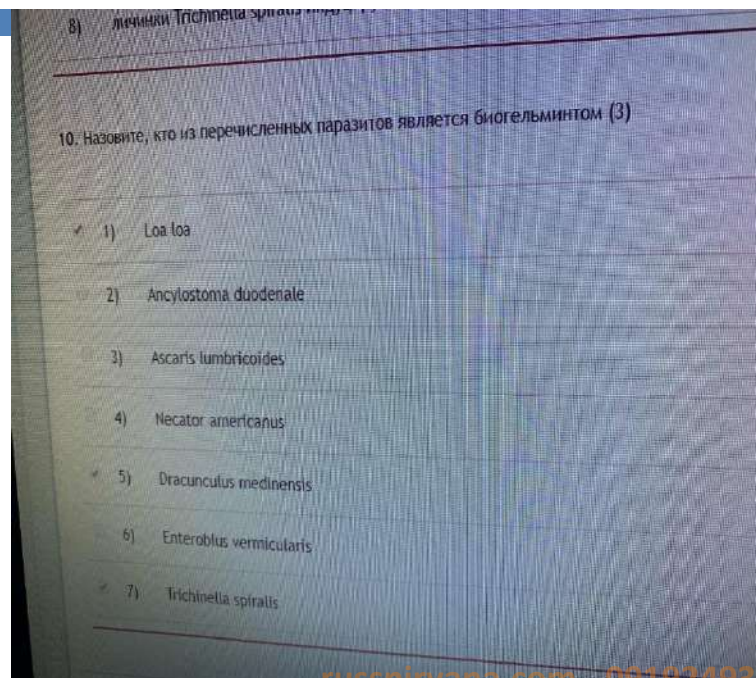 8) личинки Trichinella spiralis
10. Назовите, кто из перечисленных паразитов является биогельминтом (3)
✓ 1) Loa loa
2) Ancylostoma duodenale
3) Ascaris lumbricoides
4) Necator americanus
✓ 5) Dracunculus medinensis
6) Enterobius vermicularis
✓ 7) Trichinella spiralis